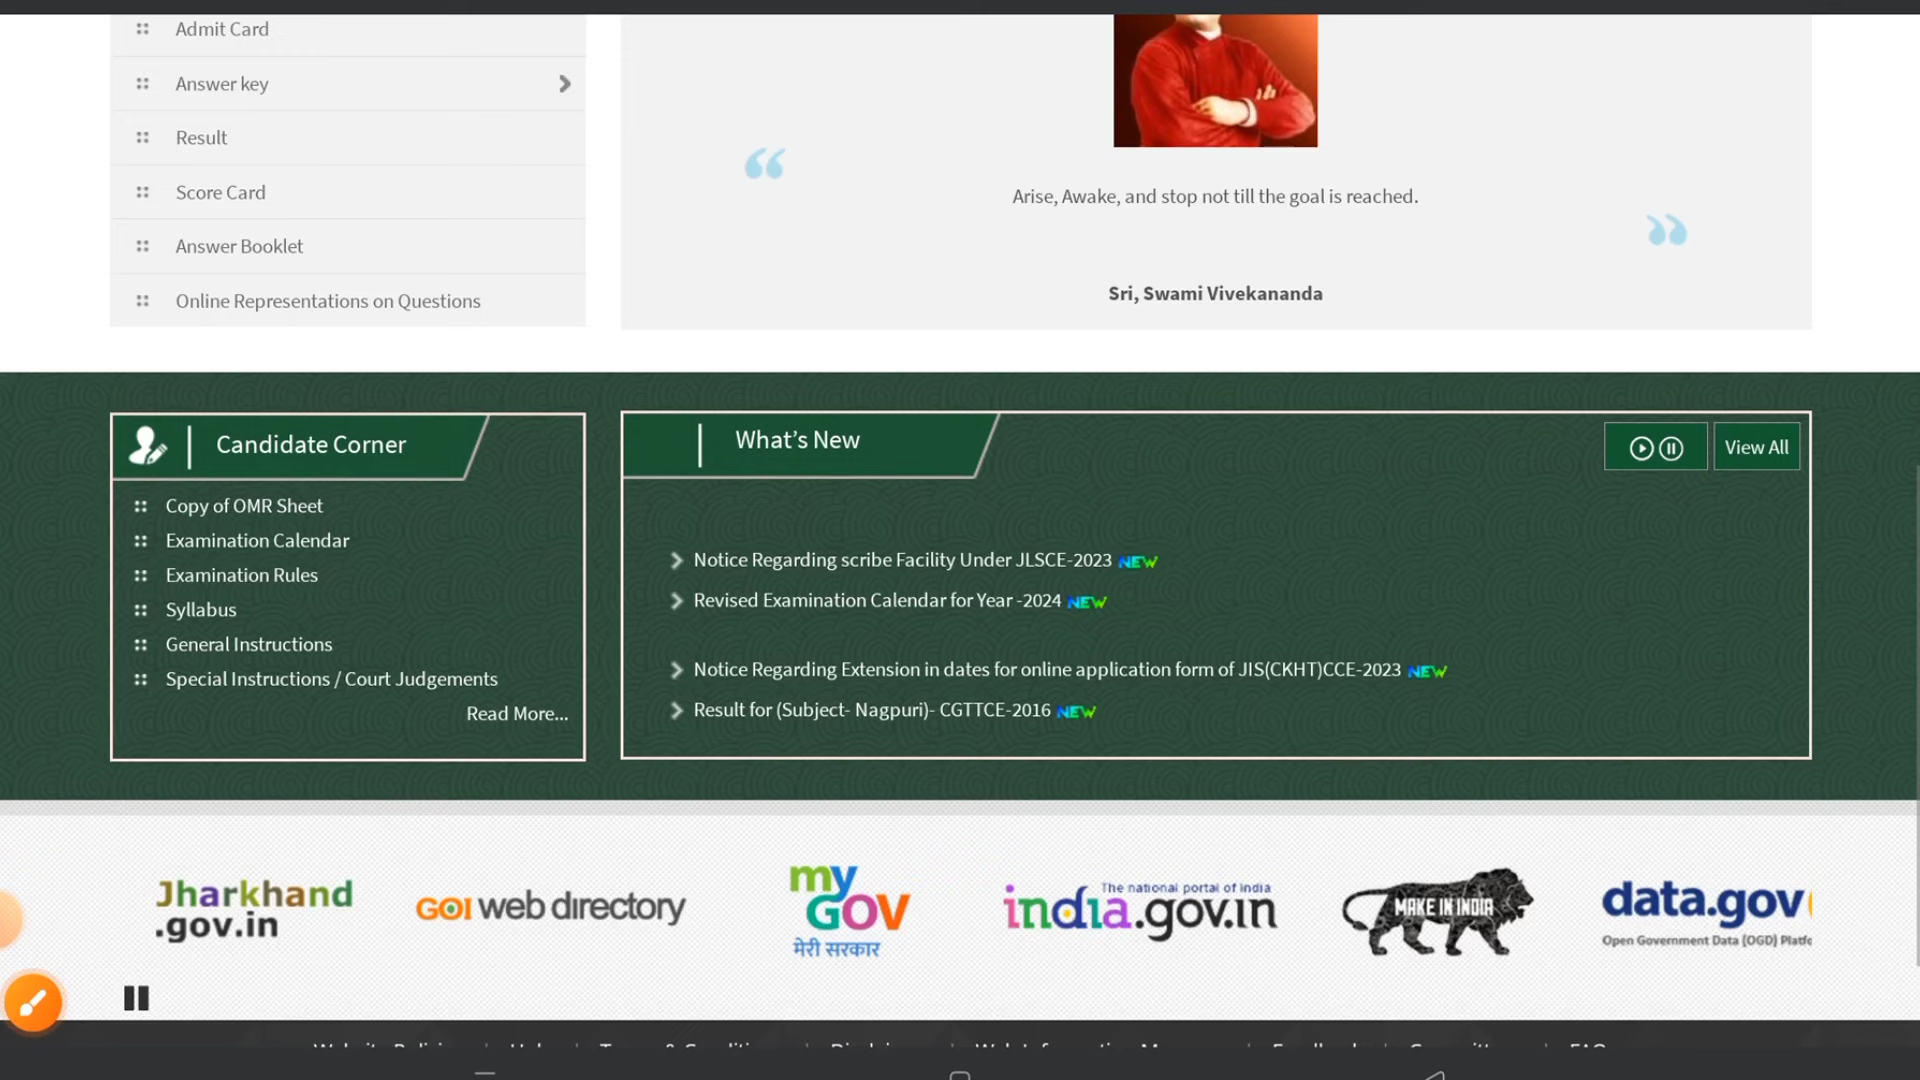 Admit Card
Answer key
Result
Score Card
Answer Booklet
Online Representations on Questions
Arise, Awake, and stop not till the goal is reached.
Sri, Swami Vivekananda
Candidate Corner
Copy of OMR Sheet
Examination Calendar
Examination Rules
Syllabus
General Instructions
Special Instructions / Court Judgements
Read More...
What's New
View All
Notice Regarding scribe Facility Under JLSCE-2023 NEW
Revised Examination Calendar for Year -2024 NEW
Notice Regarding Extension in dates for online application form of JIS(CKHT)CCE-2023 NEW
Result for (Subject- Nagpuri)- CGTTCE-2016 NEW
Jharkhand
.gov.in
GOI web directory
my
GOV
मेरी सरकार
The national portal of india
india.gov.in
MAKE IN INDIA
data.gov
Open Government Data (OGD)